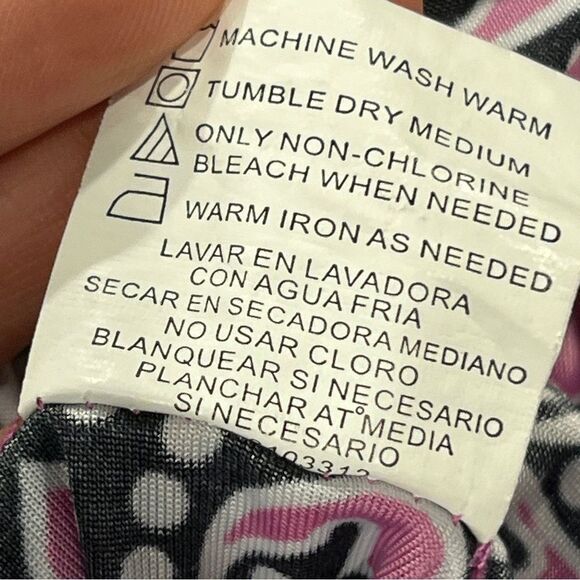 MACHINE WASH WARM
TUMBLE DRY MEDIUM
ONLY NON-CHLORINE
BLEACH WHEN NEEDED
WARM IRON AS NEEDED
LAVAR EN LAVADORA
CON AGUA FRIA
SECAR EN SECADORA MEDIANO
NO USAR CLORO
BLANQUEAR SI NECESARIO
PLANCHAR AT° MEDIA
SI NECESARIO